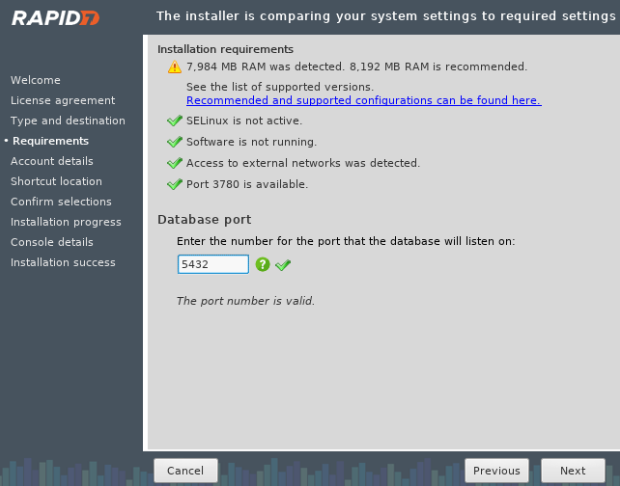 RAPID7
The installer is comparing your system settings to required settings
Welcome
License agreement
Type and destination
• Requirements
Account details
Shortcut location
Confirm selections
Installation progress
Console details
Installation success
Installation requirements
7,984 MB RAM was detected. 8,192 MB RAM is recommended.
See the list of supported versions.
Recommended and supported configurations can be found here.
SELinux is not active.
Software is not running.
Access to external networks was detected.
Port 3780 is available.
Database port
Enter the number for the port that the database will listen on:
5432 ?
The port number is valid.
Cancel Previous Next